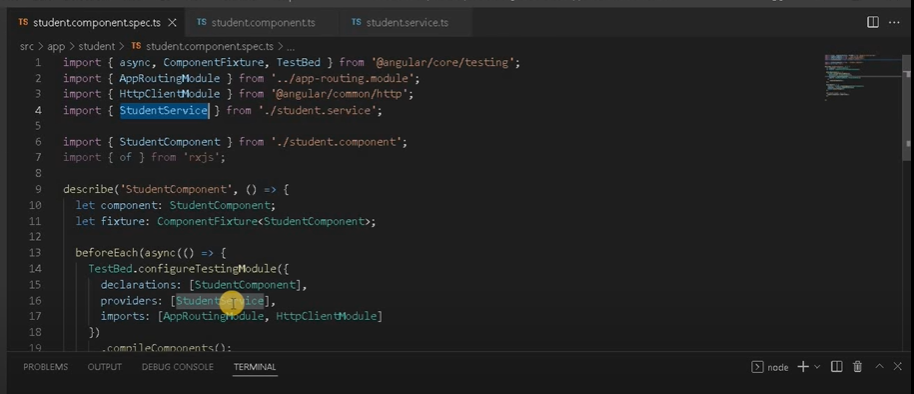 TS student.component.spec.ts
TS student.component.ts
TS student.service.ts
src > app > student > TS student.component.spec.ts > ...
1 import { async, ComponentFixture, TestBed } from '@angular/core/testing';
2 import { AppRoutingModule } from '../app-routing.module';
3 import { HttpClientModule } from '@angular/common/http';
4 import { StudentService } from './student.service';
5
6 import { StudentComponent } from './student.component';
7 import { of } from 'rxjs';
8
9 describe('StudentComponent', () => {
10 let component: StudentComponent;
11 let fixture: ComponentFixture<StudentComponent>;
12
13 beforeEach(async(() => {
14 TestBed.configureTestingModule({
15 declarations: [StudentComponent],
16 providers: [StudentService],
17 imports: [AppRoutingModule, HttpClientModule]
18 })
19 .compileComponents();
PROBLEMS OUTPUT DEBUG CONSOLE TERMINAL
node